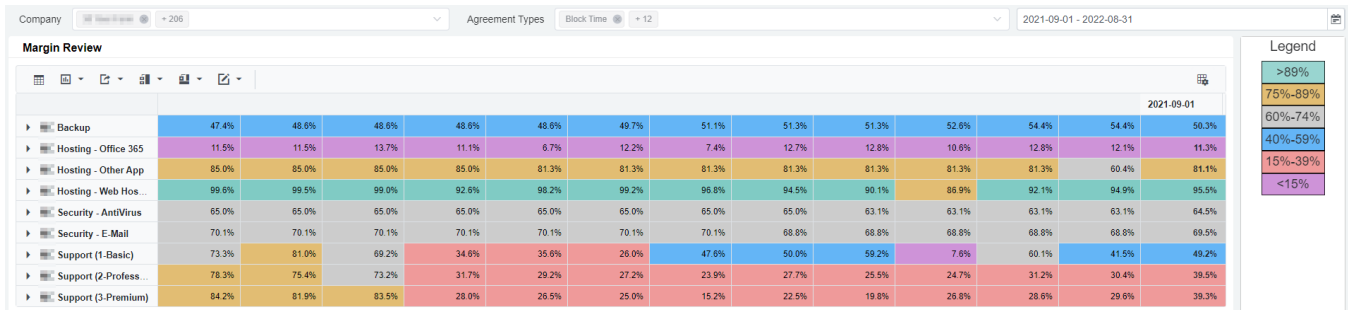 Company + 206 Agreement Types Block Time + 12 2021-09-01 - 2022-08-31
Margin Review
Legend
>89%
75%-89%
60%-74%
40%-59%
15%-39%
<15%
2021-09-01
Backup 47.4% 48.6% 48.6% 48.6% 48.6% 49.7% 51.1% 51.3% 51.3% 52.6% 54.4% 54.4% 50.3%
Hosting - Office 365 11.5% 11.5% 13.7% 11.1% 6.7% 12.2% 7.4% 12.7% 12.8% 10.6% 12.8% 12.1% 11.3%
Hosting - Other App 85.0% 85.0% 85.0% 85.0% 81.3% 81.3% 81.3% 81.3% 81.3% 81.3% 81.3% 60.4% 81.1%
Hosting - Web Hos... 99.6% 99.5% 99.0% 92.6% 98.2% 99.2% 96.8% 94.5% 90.1% 86.9% 92.1% 94.9% 95.5%
Security - AntiVirus 65.0% 65.0% 65.0% 65.0% 65.0% 65.0% 65.0% 65.0% 63.1% 63.1% 63.1% 63.1% 64.5%
Security - E-Mail 70.1% 70.1% 70.1% 70.1% 70.1% 70.1% 70.1% 68.8% 68.8% 68.8% 68.8% 68.8% 69.5%
Support (1-Basic) 73.3% 81.0% 69.2% 34.6% 35.6% 26.0% 47.6% 50.0% 59.2% 7.6% 60.1% 41.5% 49.2%
Support (2-Profess... 78.3% 75.4% 73.2% 31.7% 29.2% 27.2% 23.9% 27.7% 25.5% 24.7% 31.2% 30.4% 39.5%
Support (3-Premium) 84.2% 81.9% 83.5% 28.0% 26.5% 25.0% 15.2% 22.5% 19.8% 26.8% 28.6% 29.6% 39.3%